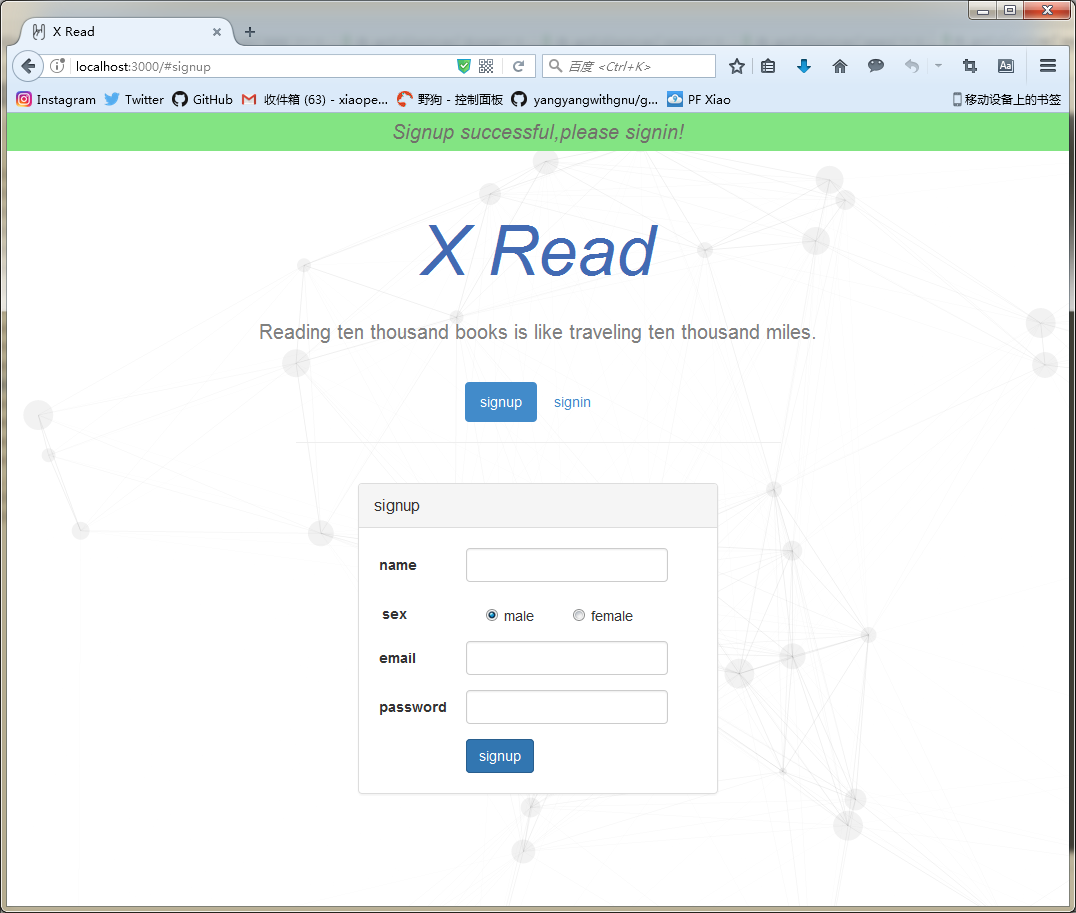 X Read
localhost:3000/#signup
百度 <Ctrl+K>
Aa
Instagram Twitter GitHub 收件箱 (63) - xiaope... 野狗 - 控制面板 yangyangwithgnu/g... PF Xiao 移动设备上的书签
Signup successful,please signin!
X Read
Reading ten thousand books is like traveling ten thousand miles.
signup signin
signup
name
sex male female
email
password
signup